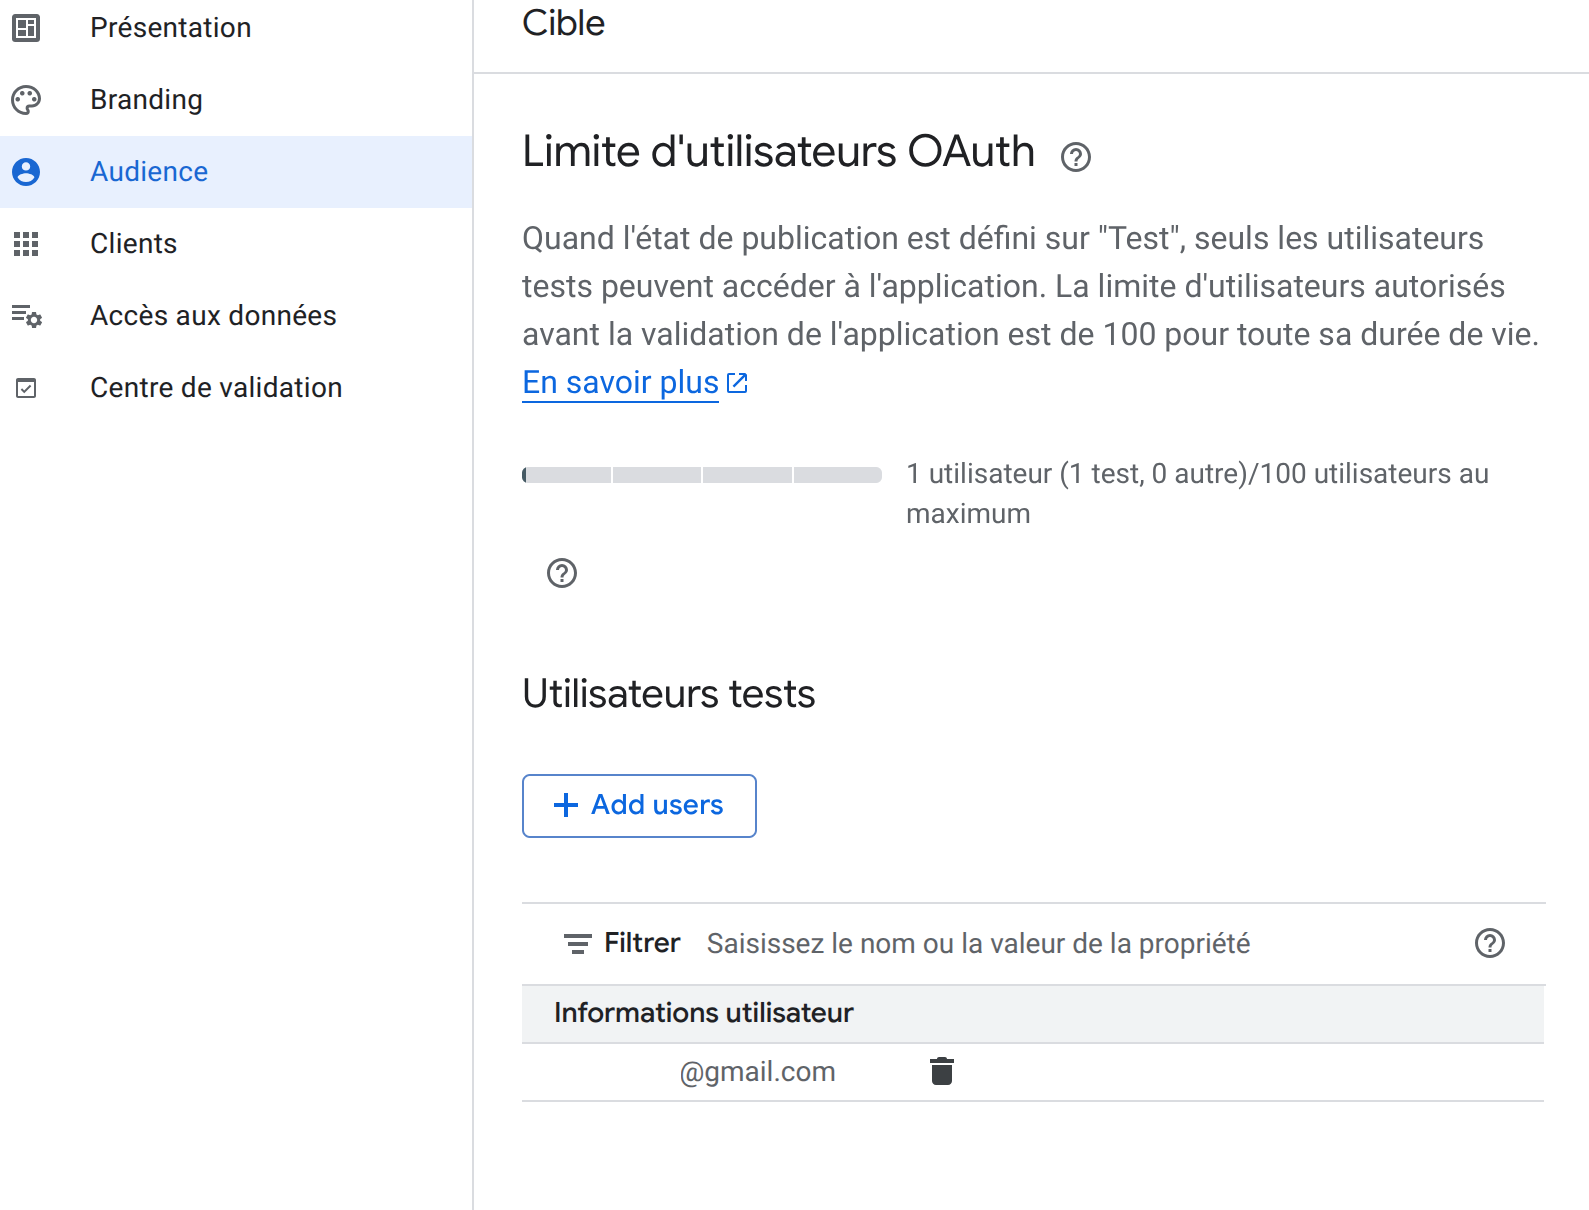 Présentation
Branding
Audience
Clients
Accès aux données
Centre de validation
Cible
Limite d'utilisateurs OAuth
Quand l'état de publication est défini sur "Test", seuls les utilisateurs
tests peuvent accéder à l'application. La limite d'utilisateurs autorisés
avant la validation de l'application est de 100 pour toute sa durée de vie.
En savoir plus
1 utilisateur (1 test, 0 autre)/100 utilisateurs au
maximum
Utilisateurs tests
Add users
Filtrer Saisissez le nom ou la valeur de la propriété
Informations utilisateur
@gmail.com